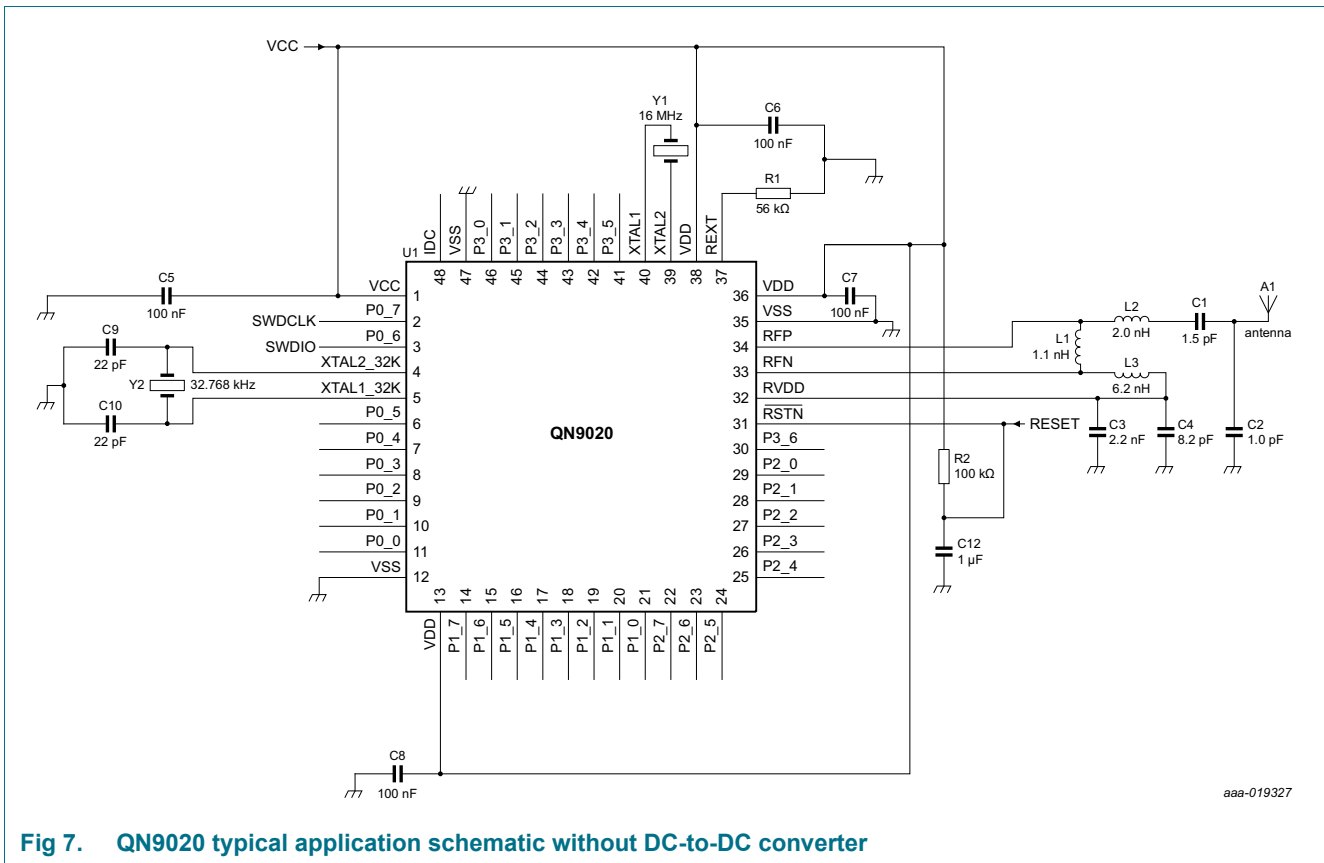 VCC
Y1
16 MHz
C6
100 nF
R1
56 kΩ
IDC
VSS
P3_0
P3_1
P3_2
P3_3
P3_4
P3_5
XTAL1
XTAL2
VDD
REXT
U1
48
47
46
45
44
43
42
41
40
39
38
37
C5
100 nF
VCC
1
SWDCLK
P0_7
2
SWDIO
P0_6
3
C9
22 pF
XTAL2_32K
4
Y2
32.768 kHz
XTAL1_32K
5
C10
22 pF
P0_5
6
P0_4
7
P0_3
8
P0_2
9
P0_1
10
P0_0
11
VSS
12
QN9020
36
VDD
C7
100 nF
35
VSS
34
RFP
33
RFN
32
RVDD
31
RSTN
RESET
30
P3_6
29
P2_0
28
P2_1
27
P2_2
26
P2_3
25
P2_4
L1
1.1 nH
L2
2.0 nH
C1
1.5 pF
A1
antenna
L3
6.2 nH
C3
2.2 nF
C4
8.2 pF
C2
1.0 pF
R2
100 kΩ
C12
1 μF
13
14
15
16
17
18
19
20
21
22
23
24
VDD
P1_7
P1_6
P1_5
P1_4
P1_3
P1_2
P1_1
P1_0
P2_7
P2_6
P2_5
C8
100 nF
aaa-019327
Fig 7. QN9020 typical application schematic without DC-to-DC converter